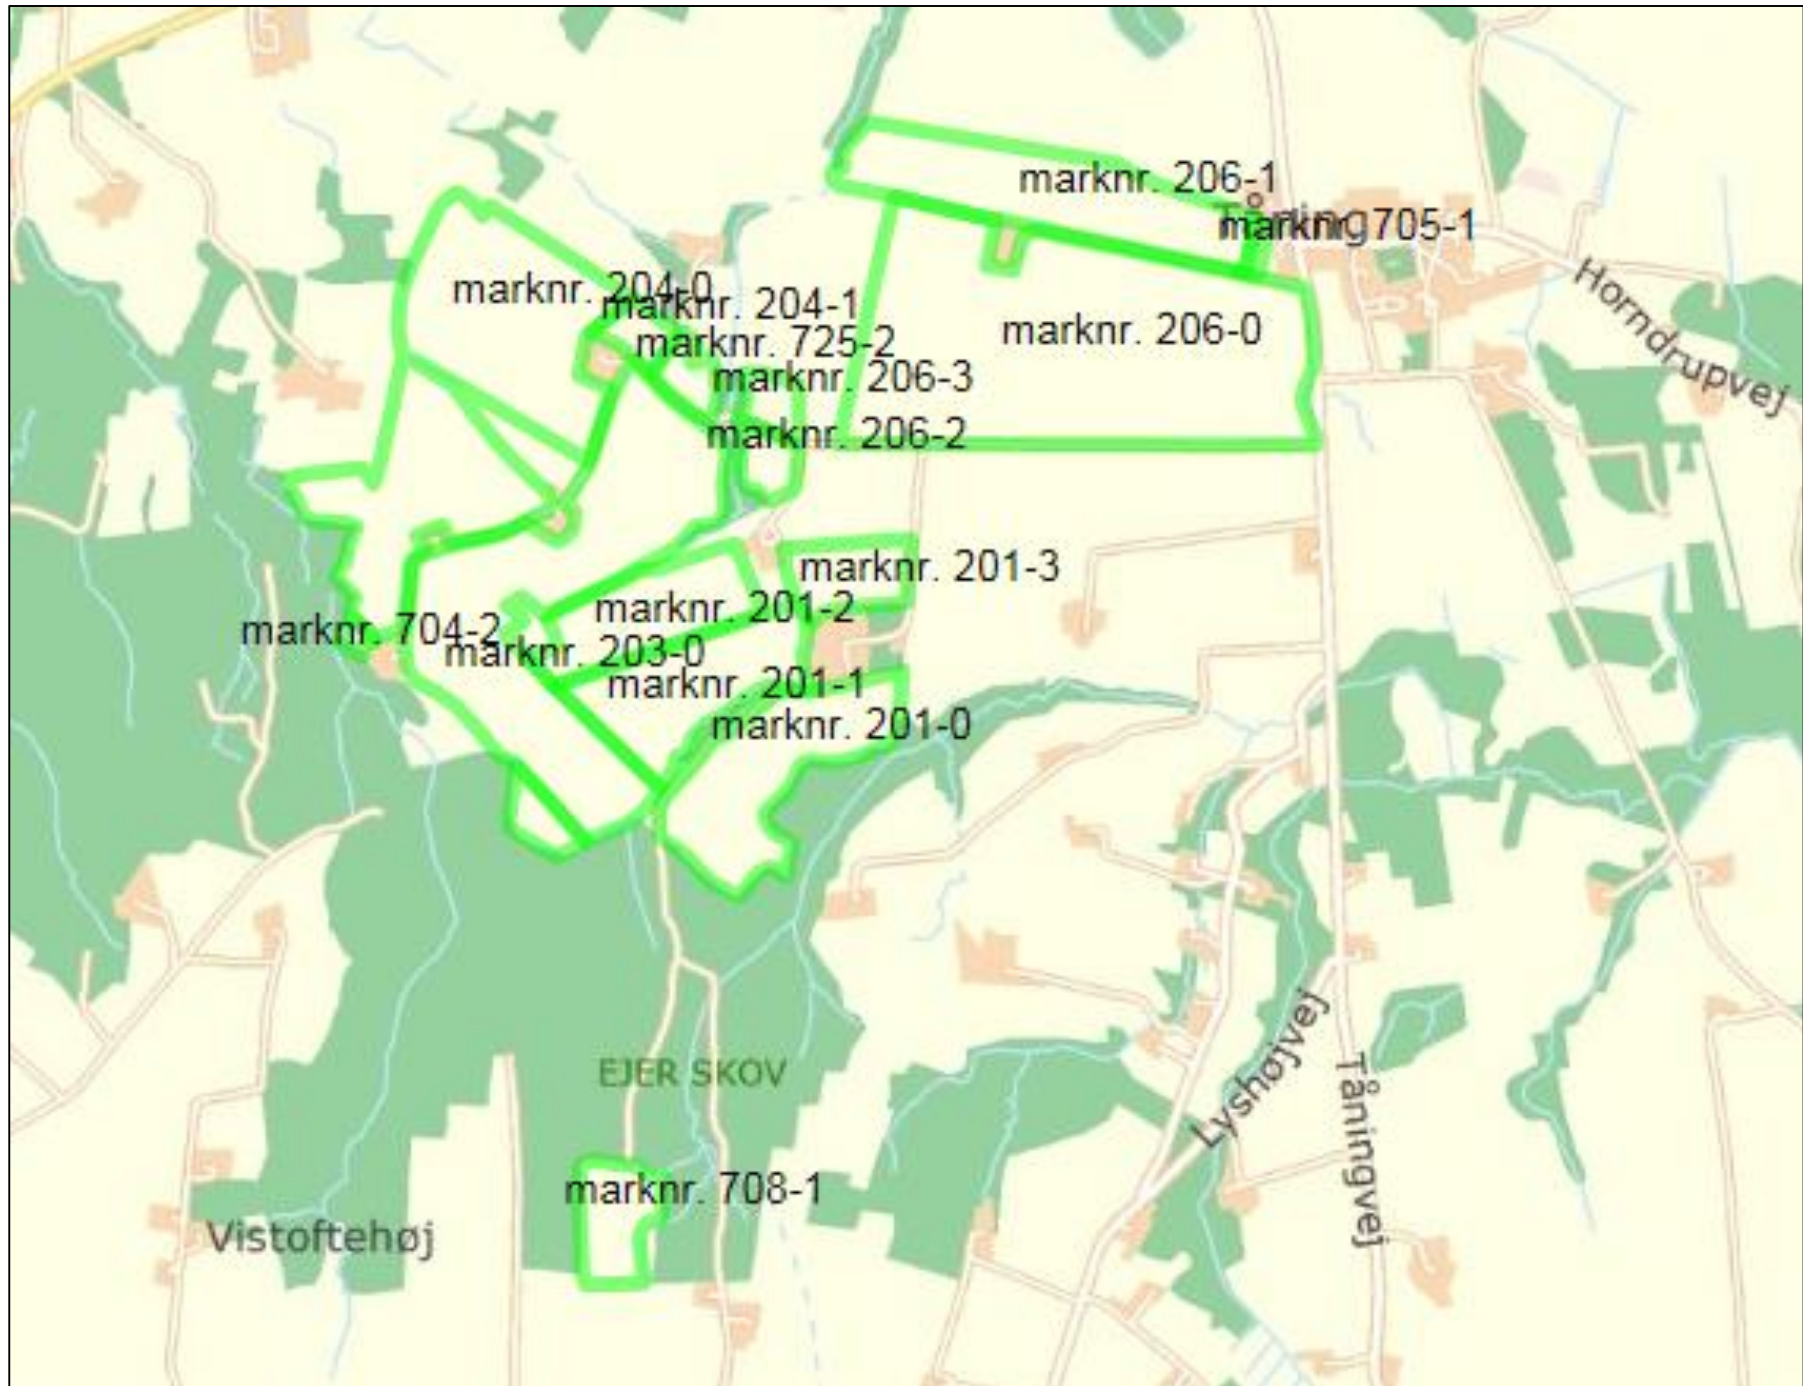 marknr. 206-1
Tåning
marknr. 705-1
Horndrupvej
marknr. 204-0
marknr. 204-1
marknr. 206-0
marknr. 725-2
marknr. 206-3
marknr. 206-2
marknr. 201-3
marknr. 201-2
marknr. 704-2
marknr. 203-0
marknr. 201-1
marknr. 201-0
EJER SKOV
Lyshøjvej
Tåningvej
marknr. 708-1
Vistoftehøj